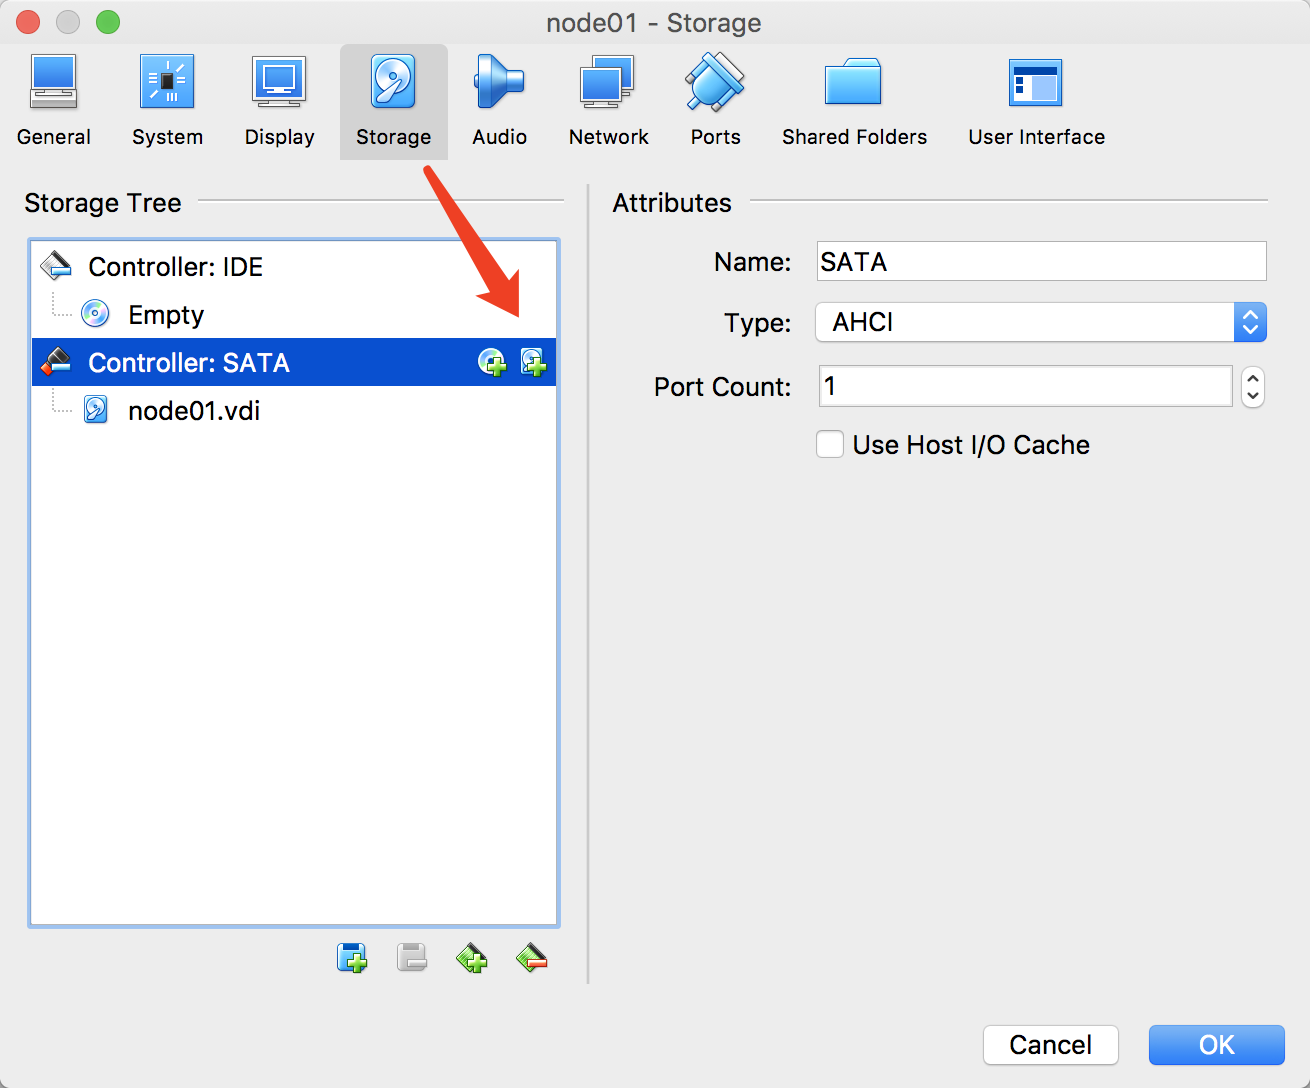 node01 - Storage
General System Display Storage Audio Network Ports Shared Folders User Interface
Storage Tree
Controller: IDE
Empty
Controller: SATA
node01.vdi
Attributes
Name: SATA
Type: AHCI
Port Count: 1
Use Host I/O Cache
Cancel OK